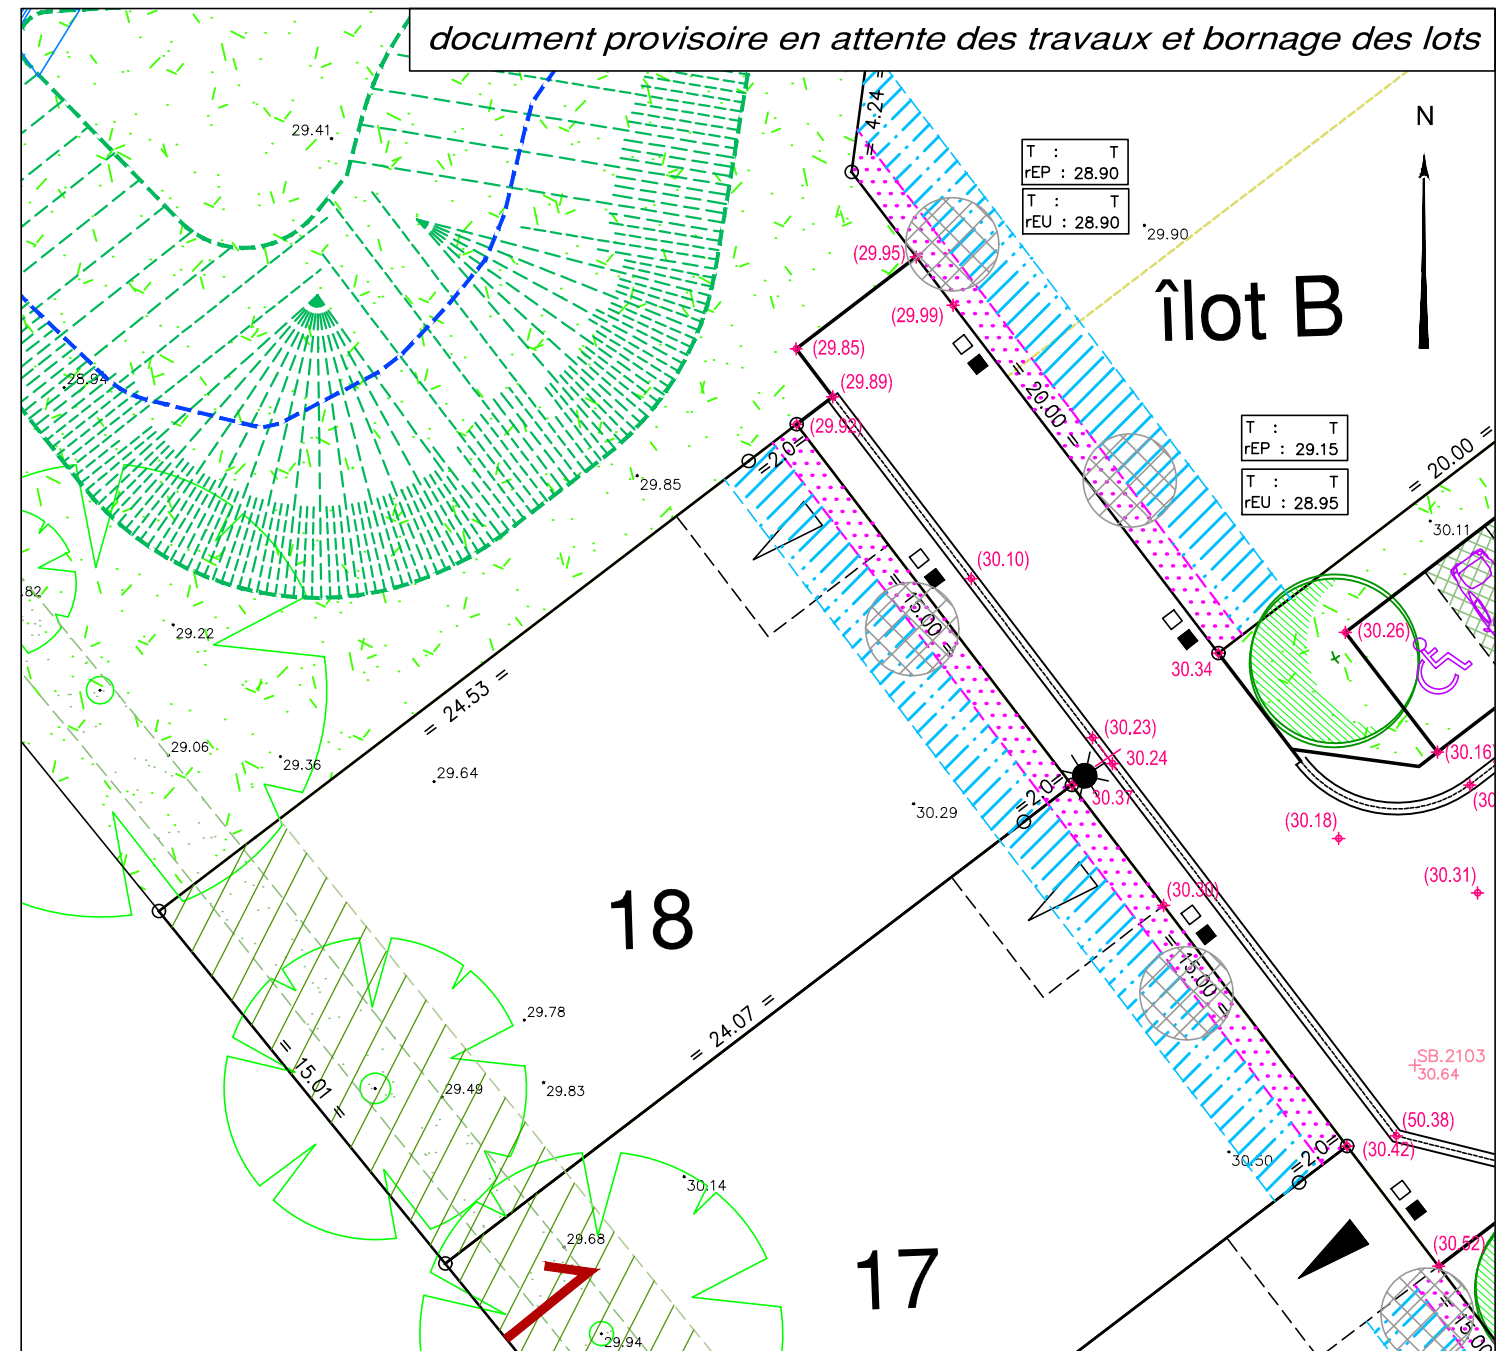 document provisoire en attente des travaux et bornage des lots
= 4.24 =
N
29.41
T : T
rEP : 28.90
T : T
rEU : 28.90
29.90
(29.95)
îlot B
(29.99)
(29.85)
28.94
(29.89)
= 20.00 =
(29.92)
=2.0=
T : T
rEP : 29.15
= 20.00 =
29.85
T : T
rEU : 28.95
30.11
(30.10)
.82
= 15.00 =
29.22
(30.26)
30.34
= 24.53 =
29.06
29.36
29.64
(30.23)
30.24
(30.16)
=2.0=
30.37
(30
30.29
(30.18)
(30.30)
(30.31)
18
= 15.00 =
29.78
= 24.07 =
= 15.01 =
29.49
29.83
SB.2103
30.64
(50.38)
(30.42)
=2.0=
30.50
30.14
29.68
(30.52)
17
29.94
= 15.00